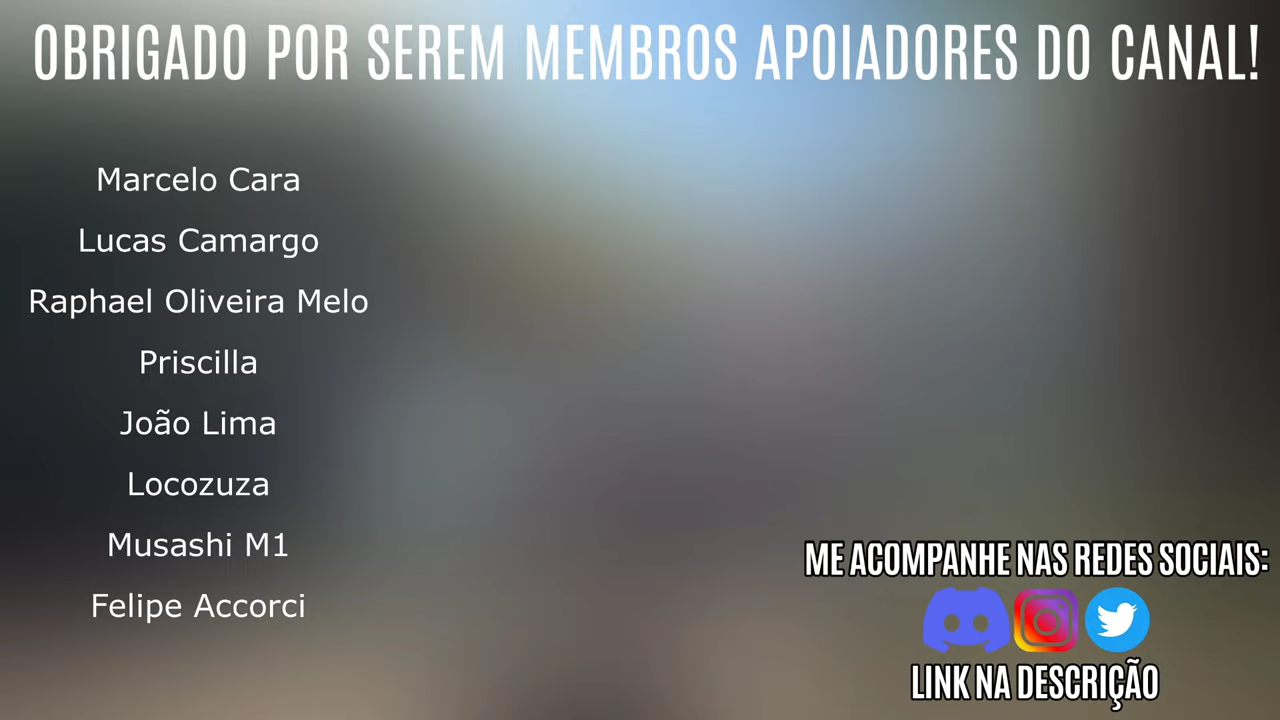 OBRIGADO POR SEREM MEMBROS APOIADORES DO CANAL!
Marcelo Cara
Lucas Camargo
Raphael Oliveira Melo
Priscilla
João Lima
Locozuza
Musashi M1
Felipe Accorci
ME ACOMPANHE NAS REDES SOCIAIS:
LINK NA DESCRIÇÃO